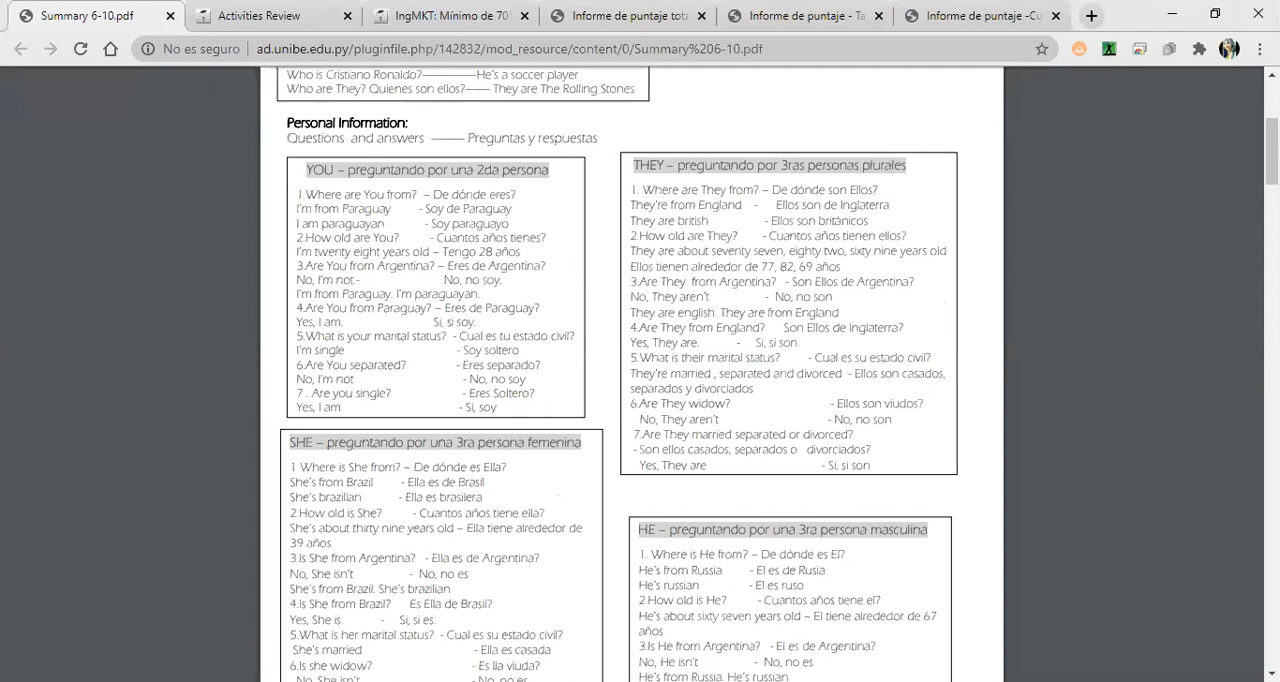 Summary 6-10.pdf
Activities Review
IngMKT: Mínimo de 70
Informe de puntaje tota
Informe de puntaje - Ta
Informe de puntaje -Cu
No es seguro
ad.unibe.edu.py/pluginfile.php/142832/mod_resource/content/0/Summary%206-10.pdf
Who is Cristiano Ronaldo?——— He's a soccer player
Who are They? Quienes son ellos?—— They are The Rolling Stones
Personal Information:
Questions and answers ——— Preguntas y respuestas
YOU – preguntando por una 2da persona
1.Where are You from? – De dónde eres?
I'm from Paraguay - Soy de Paraguay
I am paraguayan - Soy paraguayo
2.How old are You? - Cuantos años tienes?
I'm twenty eight years old – Tengo 28 años
3.Are You from Argentina? – Eres de Argentina?
No, I'm not.- No, no soy.
I'm from Paraguay. I'm paraguayan.
4.Are You from Paraguay? – Eres de Paraguay?
Yes, I am. Si, si soy.
5.What is your marital status? - Cual es tu estado civil?
I'm single - Soy soltero
6.Are You separated? - Eres separado?
No, I'm not - No, no soy
7 . Are you single? - Eres Soltero?
Yes, I am - Si, soy
THEY – preguntando por 3ras personas plurales
1. Where are They from? – De dónde son Ellos?
They're from England - Ellos son de Inglaterra
They are british - Ellos son británicos
2.How old are They? - Cuantos años tienen ellos?
They are about seventy seven, eighty two, sixty nine years old
Ellos tienen alrededor de 77, 82, 69 años
3.Are They from Argentina? - Son Ellos de Argentina?
No, They aren't - No, no son
They are english. They are from England
4.Are They from England? Son Ellos de Inglaterra?
Yes, They are. - Si, si son.
5.What is their marital status? - Cual es su estado civil?
They're married , separated and divorced - Ellos son casados,
separados y divorciados
6.Are They widow? - Ellos son viudos?
No, They aren't - No, no son
7.Are They married separated or divorced?
- Son ellos casados, separados o divorciados?
Yes, They are - Si, si son
SHE – preguntando por una 3ra persona femenina
1 Where is She from? – De dónde es Ella?
She's from Brazil - Ella es de Brasil
She's brazilian - Ella es brasilera
2.How old is She? - Cuantos años tiene ella?
She's about thirty nine years old – Ella tiene alrededor de
39 años
3.Is She from Argentina? - Ella es de Argentina?
No, She isn't - No, no es
She's from Brazil. She's brazilian
4.Is She from Brazil? Es Ella de Brasil?
Yes, She is. - Si, si es.
5.What is her marital status? - Cual es su estado civil?
She's married - Ella es casada
6.Is she widow? - Es lla viuda?
No, She isn't - No, no es
HE – preguntando por una 3ra persona masculina
1. Where is He from? – De dónde es El?
He's from Russia - El es de Rusia
He's russian - El es ruso
2.How old is He? - Cuantos años tiene el?
He's about sixty seven years old – El tiene alrededor de 67
años
3.Is He from Argentina? - El es de Argentina?
No, He isn't - No, no es
He's from Russia. He's russian